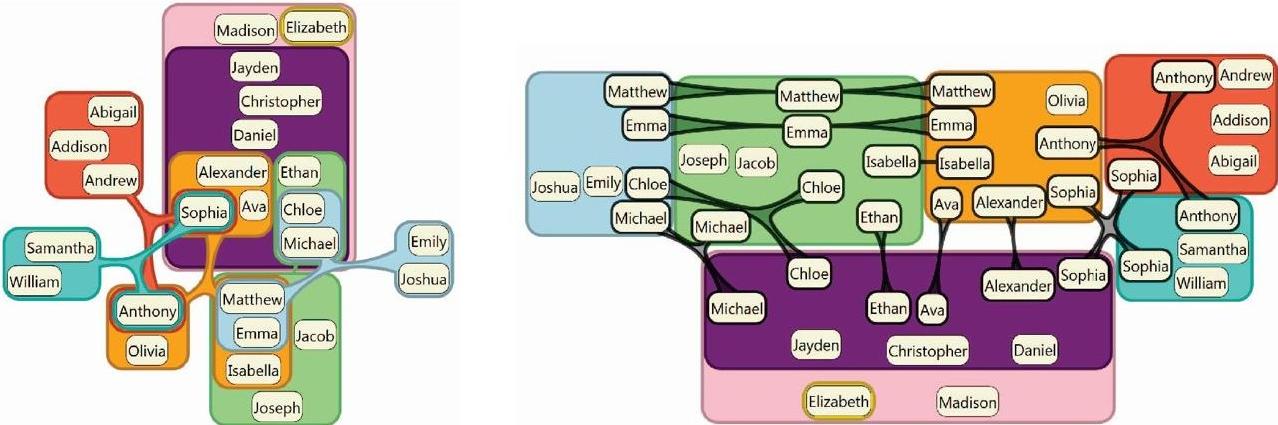 Madison Elizabeth
Jayden
Christopher
Daniel
Abigail
Addison
Andrew
Alexander Ethan
Sophia Ava Chloe
Michael
Samantha
William
Emily
Joshua
Anthony
Olivia
Matthew
Emma
Jacob
Isabella
Joseph
Matthew Matthew Matthew
Emma Emma Emma
Olivia
Anthony Andrew
Addison
Anthony
Abigail
Joseph Jacob Isabella Isabella
Joshua Emily Chloe Chloe
Sophia Sophia
Michael Michael Ethan Ava Alexander
Anthony
Samantha
William
Chloe Sophia Sophia
Michael Ethan Ava Alexander
Jayden Christopher Daniel
Elizabeth Madison